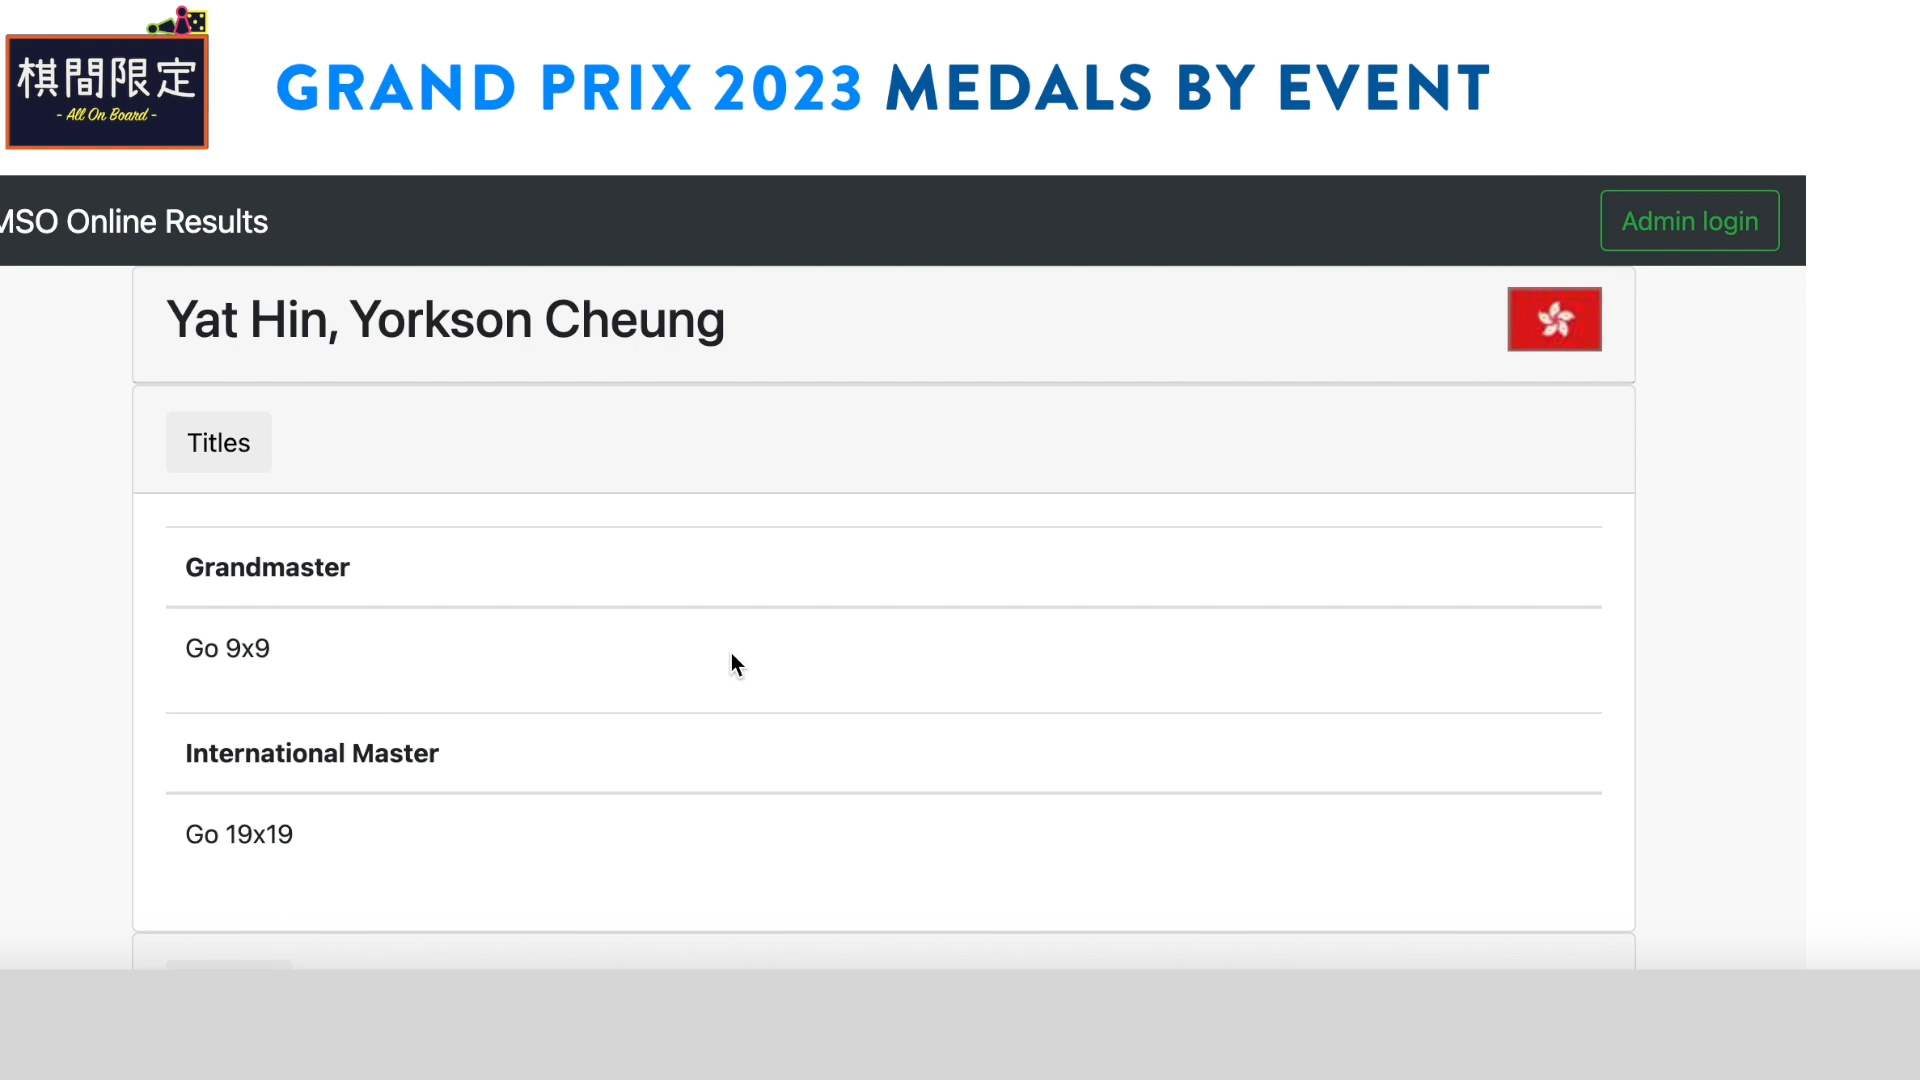 棋間限定
- All On Board -
GRAND PRIX 2023 MEDALS BY EVENT
MSO Online Results
Admin login
Yat Hin, Yorkson Cheung
Titles
Grandmaster
Go 9x9
International Master
Go 19x19